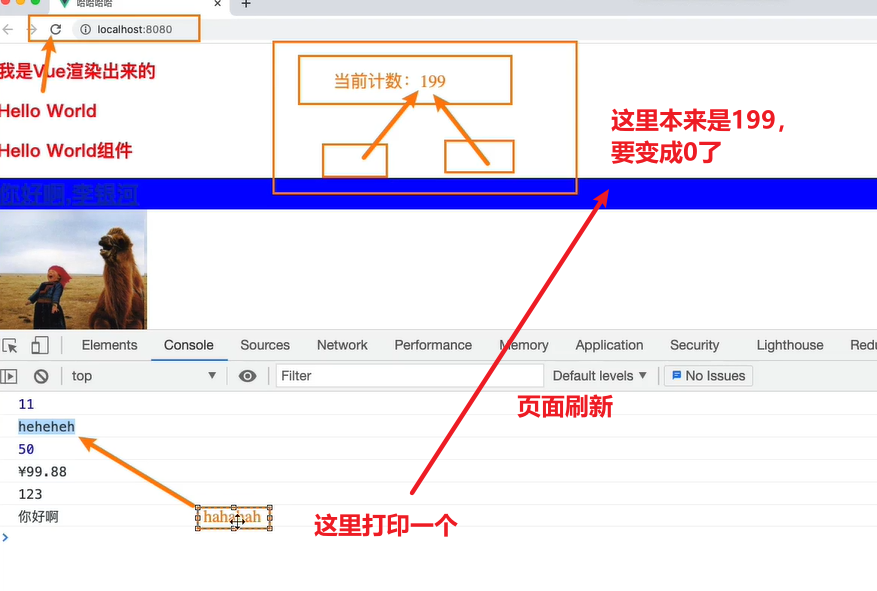 哈哈哈哈
localhost:8080
我是Vue渲染出来的
Hello World
Hello World组件
你好啊,李银河
当前计数：199
这里本来是199，
要变成0了
Elements Console Sources Network Performance Memory Application Security Lighthouse Redu
top Filter Default levels No Issues
页面刷新
11
heheheh
50
¥99.88
123
你好啊
hahahah
这里打印一个